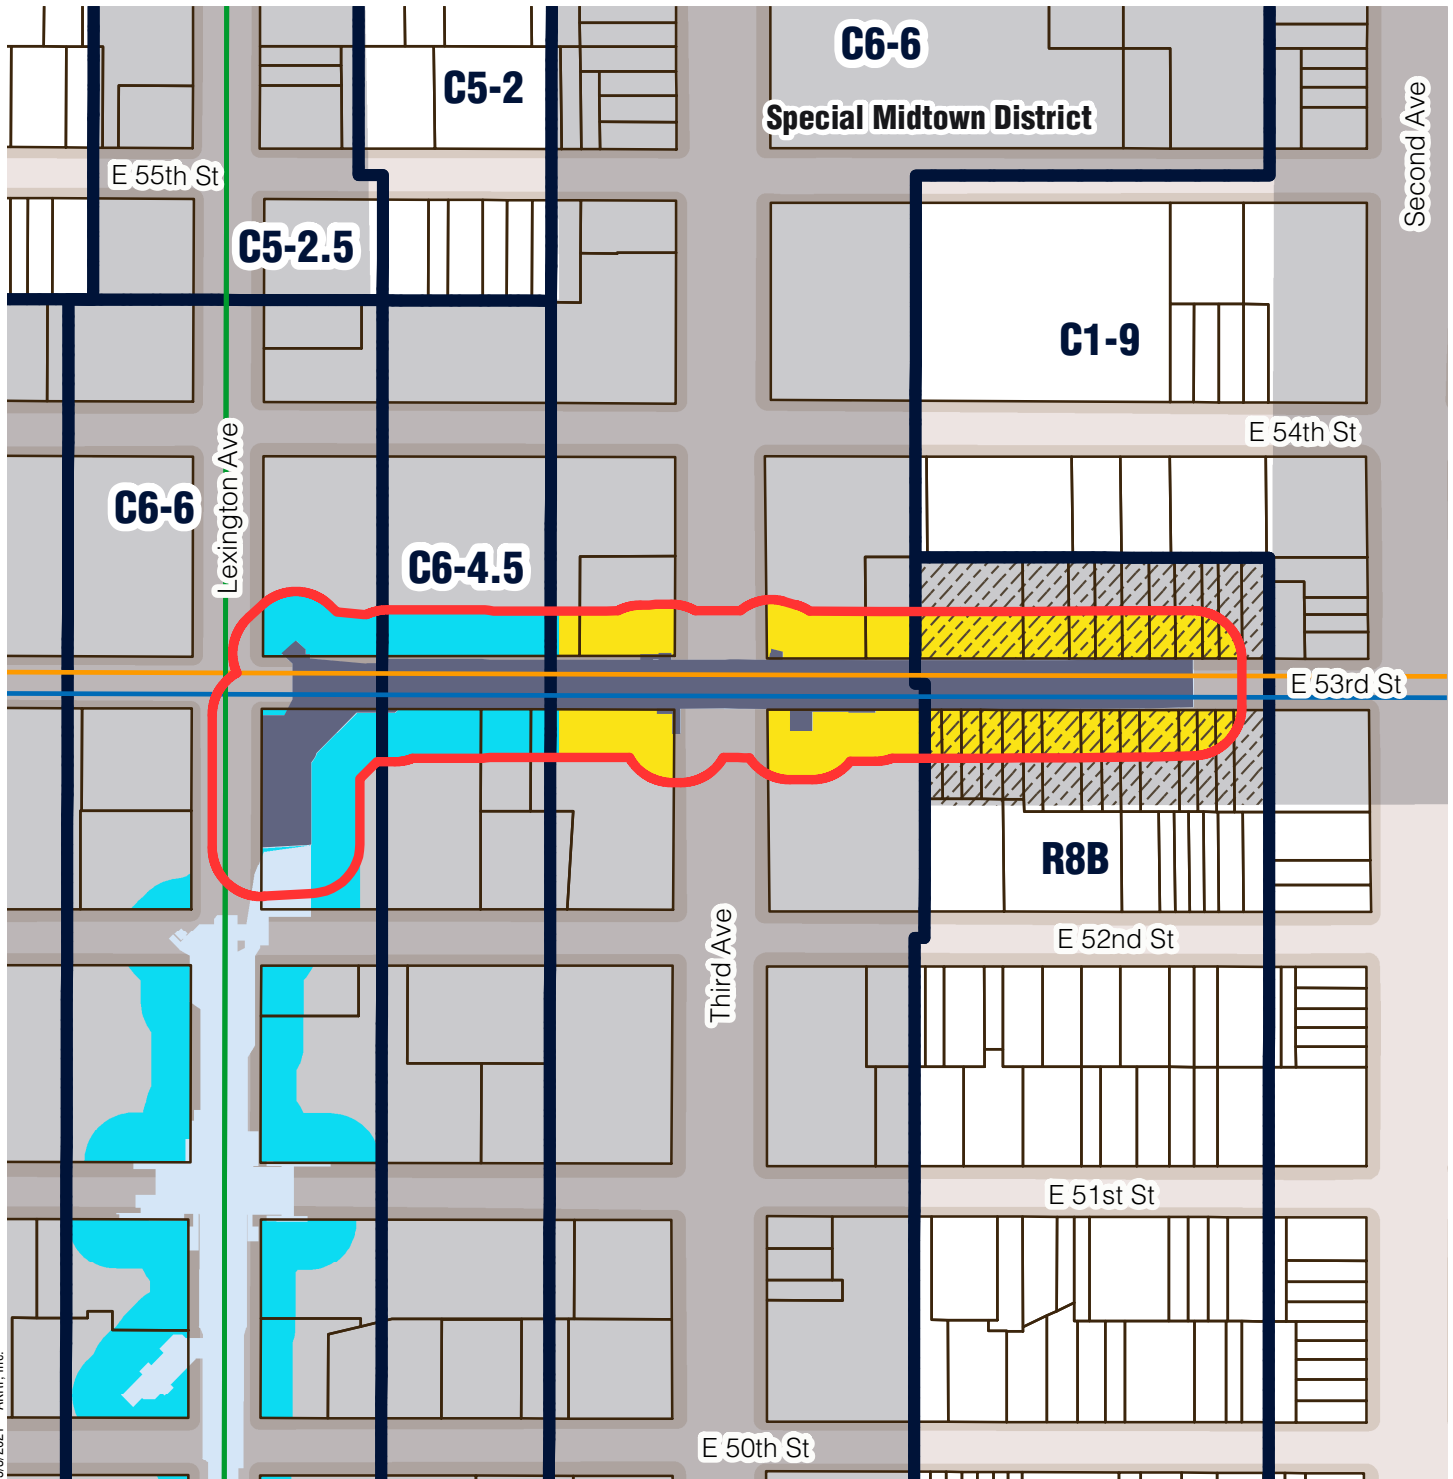 C6-6
C5-2
Special Midtown District
Second Ave
E 55th St
C5-2.5
C1-9
E 54th St
Lexington Ave
C6-6
C6-4.5
E 53rd St
R8B
E 52nd St
Third Ave
E 51st St
E 50th St